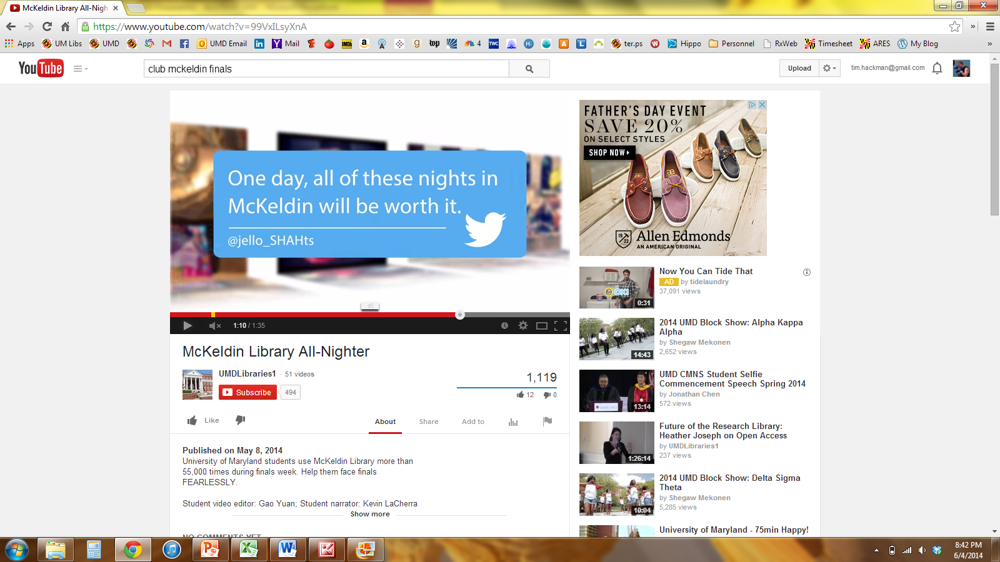 McKeldin Library All-Nigh
https://www.youtube.com/watch?v=99VxILsyXnA
Apps UM Libs UMD UMD Email Mail 4 ter.ps Hippo Personnel RxWeb Timesheet ARES My Blog »
YouTube
club mckeldin finals
Upload
tim.hackman@gmail.com
One day, all of these nights in
McKeldin will be worth it.
@jello_SHAHts
1:10 / 1:35
McKeldin Library All-Nighter
UMDLibraries1 · 51 videos
Subscribe 494
1,119
12 0
Like
About Share Add to
Published on May 8, 2014
University of Maryland students use McKeldin Library more than
55,000 times during finals week. Help them face finals
FEARLESSLY.
Student video editor: Gao Yuan; Student narrator: Kevin LaCherra
Show more
NO COMMENTS YET
FATHER'S DAY EVENT
SAVE 20%
ON SELECT STYLES
SHOP NOW
19
22
Allen Edmonds
AN AMERICAN ORIGINAL
Now You Can Tide That
AD by tidelaundry
37,091 views
0:31
2014 UMD Block Show: Alpha Kappa
Alpha
by Shegaw Mekonen
2,652 views
14:43
UMD CMNS Student Selfie
Commencement Speech Spring 2014
by Jonathan Chen
572 views
13:14
Future of the Research Library:
Heather Joseph on Open Access
by UMDLibraries1
237 views
1:26:14
2014 UMD Block Show: Delta Sigma
Theta
by Shegaw Mekonen
5,285 views
10:04
University of Maryland - 75min Happy!
8:42 PM
6/4/2014